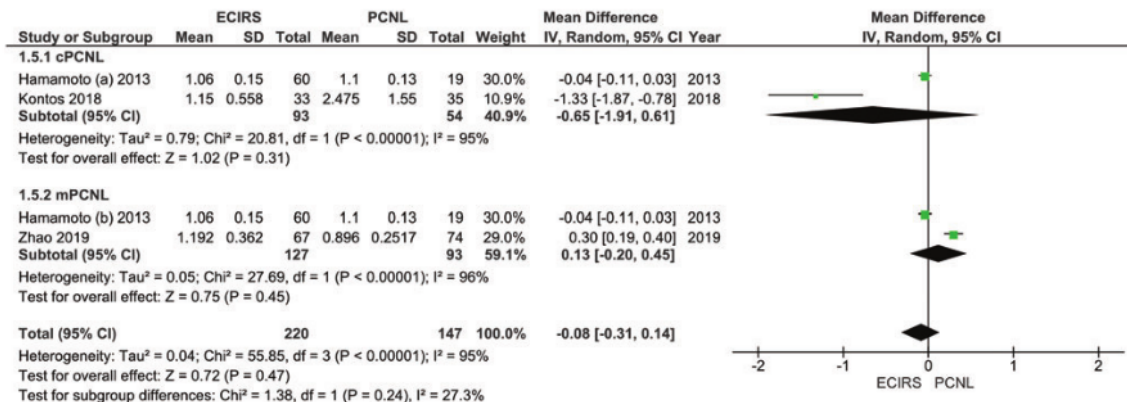 ECIRS PCNL Mean Difference Mean Difference
Study or Subgroup Mean SD Total Mean SD Total Weight IV, Random, 95% CI Year IV, Random, 95% CI
1.5.1 cPCNL
Hamamoto (a) 2013 1.06 0.15 60 1.1 0.13 19 30.0% -0.04 [-0.11, 0.03] 2013
Kontos 2018 1.15 0.558 33 2.475 1.55 35 10.9% -1.33 [-1.87, -0.78] 2018
Subtotal (95% CI) 93 54 40.9% -0.65 [-1.91, 0.61]
Heterogeneity: Tau² = 0.79; Chi² = 20.81, df = 1 (P < 0.00001); I² = 95%
Test for overall effect: Z = 1.02 (P = 0.31)
1.5.2 mPCNL
Hamamoto (b) 2013 1.06 0.15 60 1.1 0.13 19 30.0% -0.04 [-0.11, 0.03] 2013
Zhao 2019 1.192 0.362 67 0.896 0.2517 74 29.0% 0.30 [0.19, 0.40] 2019
Subtotal (95% CI) 127 93 59.1% 0.13 [-0.20, 0.45]
Heterogeneity: Tau² = 0.05; Chi² = 27.69, df = 1 (P < 0.00001); I² = 96%
Test for overall effect: Z = 0.75 (P = 0.45)
Total (95% CI) 220 147 100.0% -0.08 [-0.31, 0.14]
Heterogeneity: Tau² = 0.04; Chi² = 55.85, df = 3 (P < 0.00001); I² = 95%
Test for overall effect: Z = 0.72 (P = 0.47)
Test for subgroup differences: Chi² = 1.38, df = 1 (P = 0.24), I² = 27.3%
-2 -1 0 1 2
ECIRS PCNL